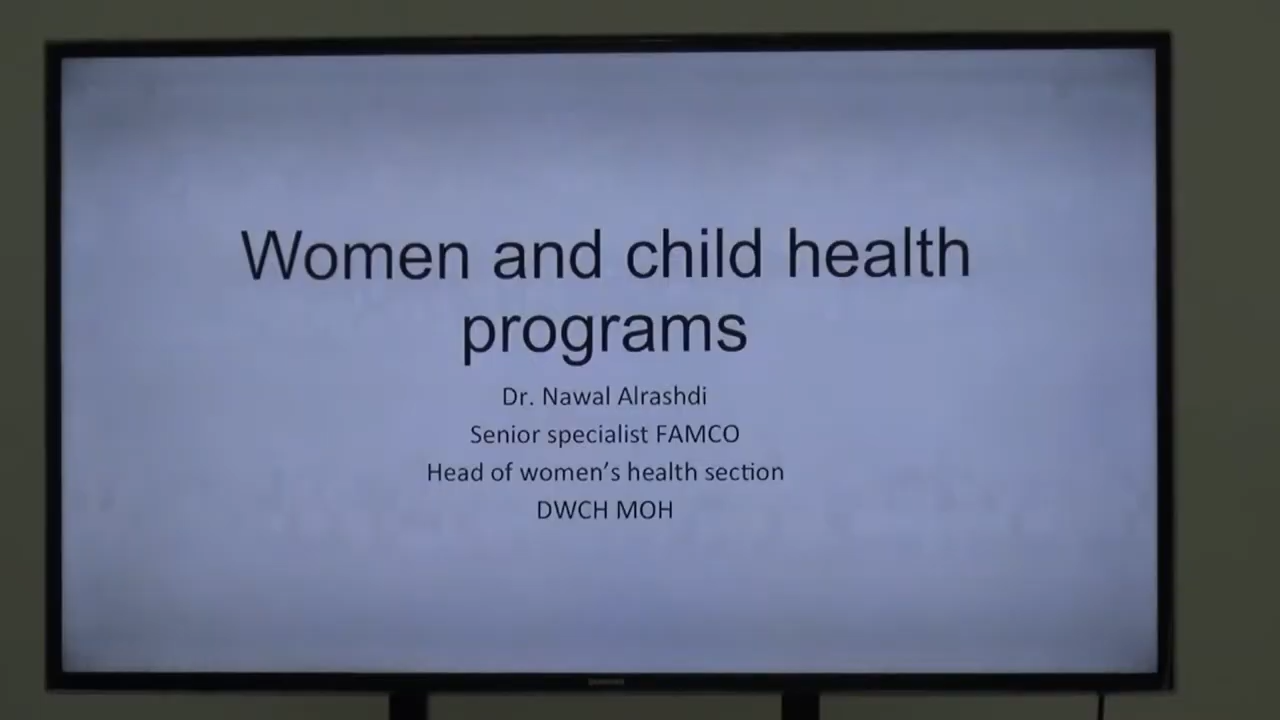 Women and child health
programs
Dr. Nawal Alrashdi
Senior specialist FAMCO
Head of women’s health section
DWCH MOH